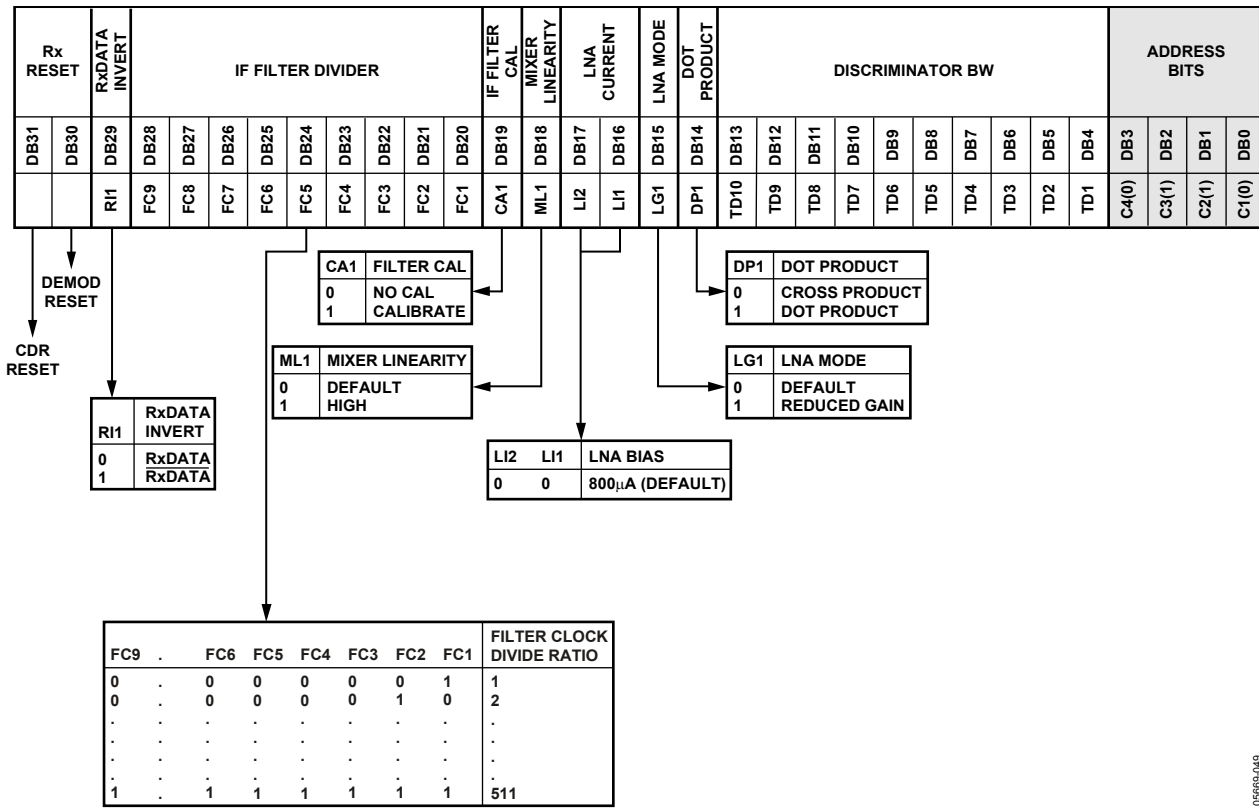 Rx RESET
RxDATA INVERT
IF FILTER DIVIDER
IF FILTER CAL
MIXER LINEARITY
LNA CURRENT
LNA MODE
DOT PRODUCT
DISCRIMINATOR BW
ADDRESS BITS
DB31 DB30 DB29 DB28 DB27 DB26 DB25 DB24 DB23 DB22 DB21 DB20 DB19 DB18 DB17 DB16 DB15 DB14 DB13 DB12 DB11 DB10 DB9 DB8 DB7 DB6 DB5 DB4 DB3 DB2 DB1 DB0
RI1 FC9 FC8 FC7 FC6 FC5 FC4 FC3 FC2 FC1 CA1 ML1 LI2 LI1 LG1 DP1 TD10 TD9 TD8 TD7 TD6 TD5 TD4 TD3 TD2 TD1 C4(0) C3(1) C2(1) C1(0)
DEMOD RESET
CDR RESET
CA1 FILTER CAL
0 NO CAL
1 CALIBRATE
DP1 DOT PRODUCT
0 CROSS PRODUCT
1 DOT PRODUCT
ML1 MIXER LINEARITY
0 DEFAULT
1 HIGH
LG1 LNA MODE
0 DEFAULT
1 REDUCED GAIN
RI1 RxDATA INVERT
0 RxDATA
1 R̅x̅D̅A̅T̅A̅
LI2 LI1 LNA BIAS
0 0 800µA (DEFAULT)
FC9 . FC6 FC5 FC4 FC3 FC2 FC1 FILTER CLOCK DIVIDE RATIO
0 . 0 0 0 0 0 1 1
0 . 0 0 0 0 1 0 2
. . . . . . . . .
. . . . . . . . .
. . . . . . . . .
. . . . . . . . .
1 . 1 1 1 1 1 1 511
05669-049